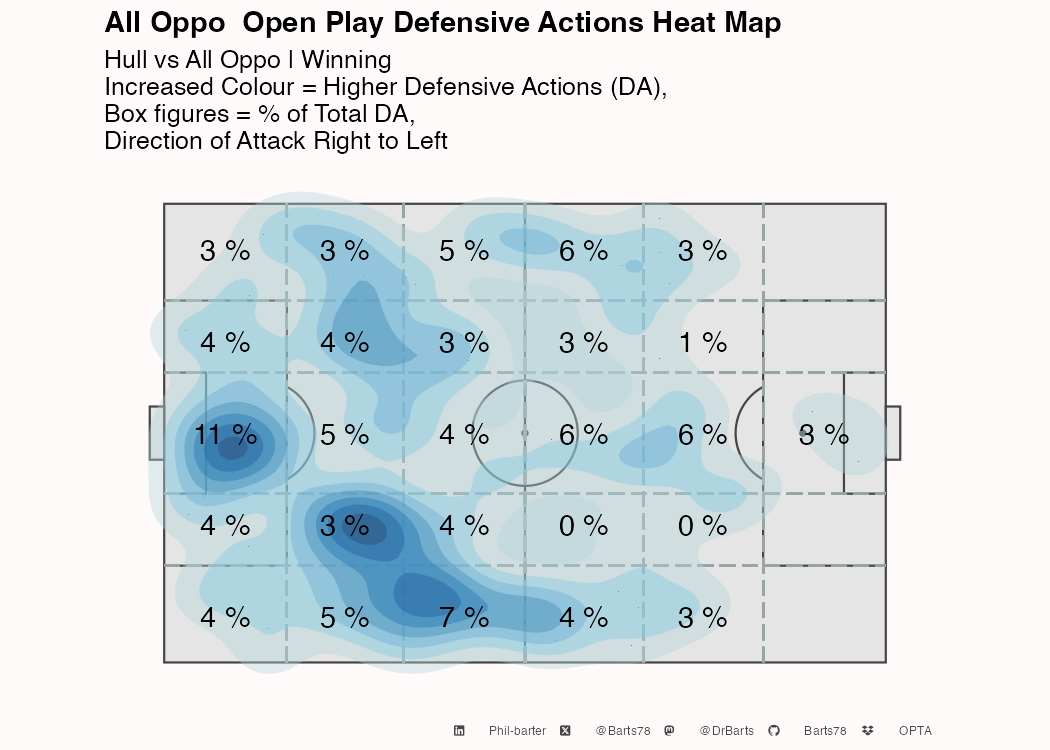 All Oppo  Open Play Defensive Actions Heat Map
Hull vs All Oppo | Winning
Increased Colour = Higher Defensive Actions (DA),
Box figures = % of Total DA,
Direction of Attack Right to Left
3 % 3 % 5 % 6 % 3 %
4 % 4 % 3 % 3 % 1 %
11 % 5 % 4 % 6 % 6 % 3 %
4 % 3 % 4 % 0 % 0 %
4 % 5 % 7 % 4 % 3 %
Phil-barter @Barts78 @DrBarts Barts78 OPTA